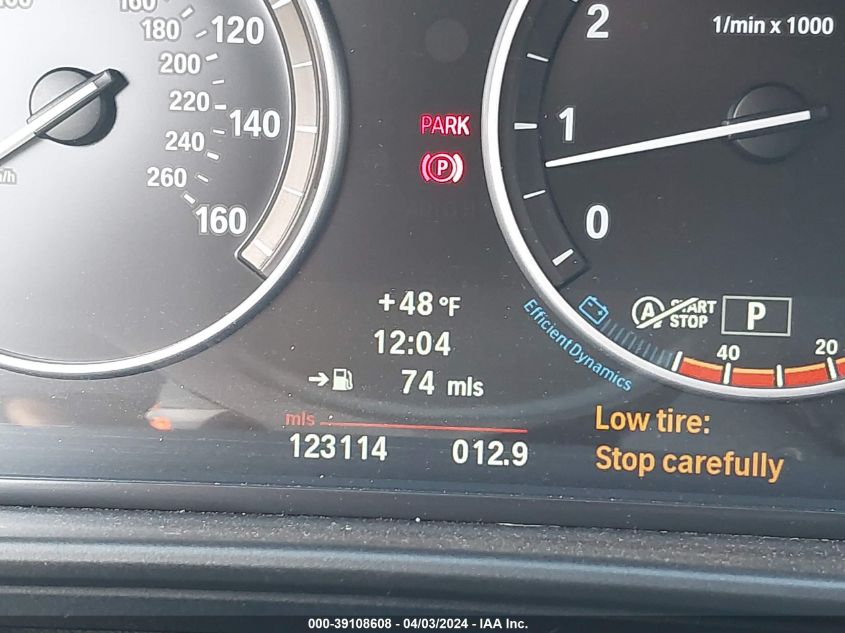 160
180
200
220
240
260
120
140
160
PARK
P
+48 °F
12:04
74 mls
mls
123114 012.9
2
1
0
1/min x 1000
A START STOP
P
EfficientDynamics
40
20
Low tire:
Stop carefully
000-39108608 - 04/03/2024 - IAA Inc.